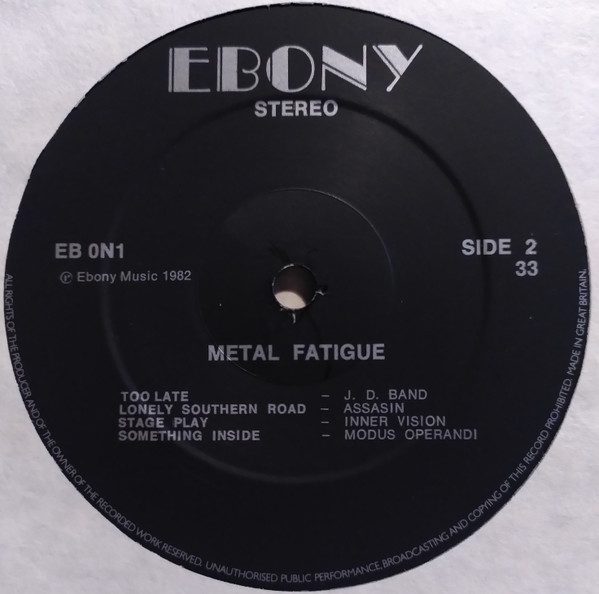 EBONY
STEREO
EB 0N1
SIDE 2
℗ Ebony Music 1982
33
METAL FATIGUE
TOO LATE – J. D. BAND
LONELY SOUTHERN ROAD – ASSASIN
STAGE PLAY – INNER VISION
SOMETHING INSIDE – MODUS OPERANDI
ALL RIGHTS OF THE PRODUCER AND OF THE OWNER OF THE RECORDED WORK RESERVED. UNAUTHORISED PUBLIC PERFORMANCE, BROADCASTING AND COPYING OF THIS RECORD PROHIBITED. MADE IN GREAT BRITAIN.